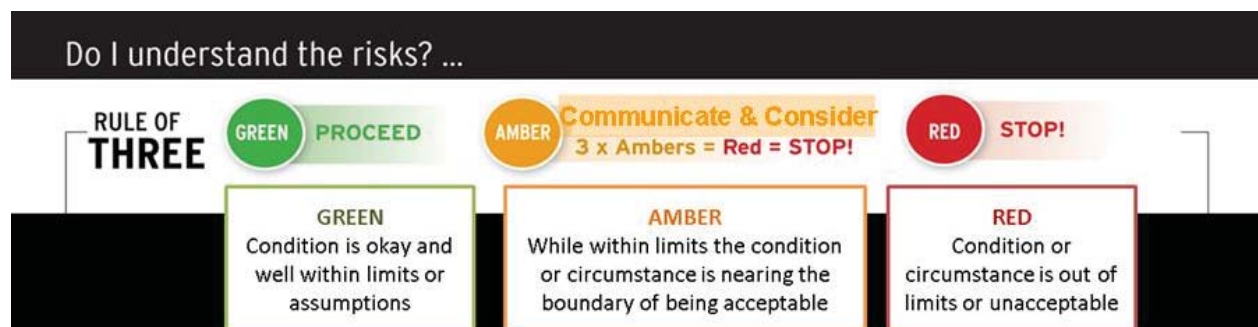 Do I understand the risks? ...
RULE OF
THREE
GREEN
PROCEED
AMBER
Communicate & Consider
3 x Ambers = Red = STOP!
RED
STOP!
GREEN
Condition is okay and
well within limits or
assumptions
AMBER
While within limits the condition
or circumstance is nearing the
boundary of being acceptable
RED
Condition or
circumstance is out of
limits or unacceptable